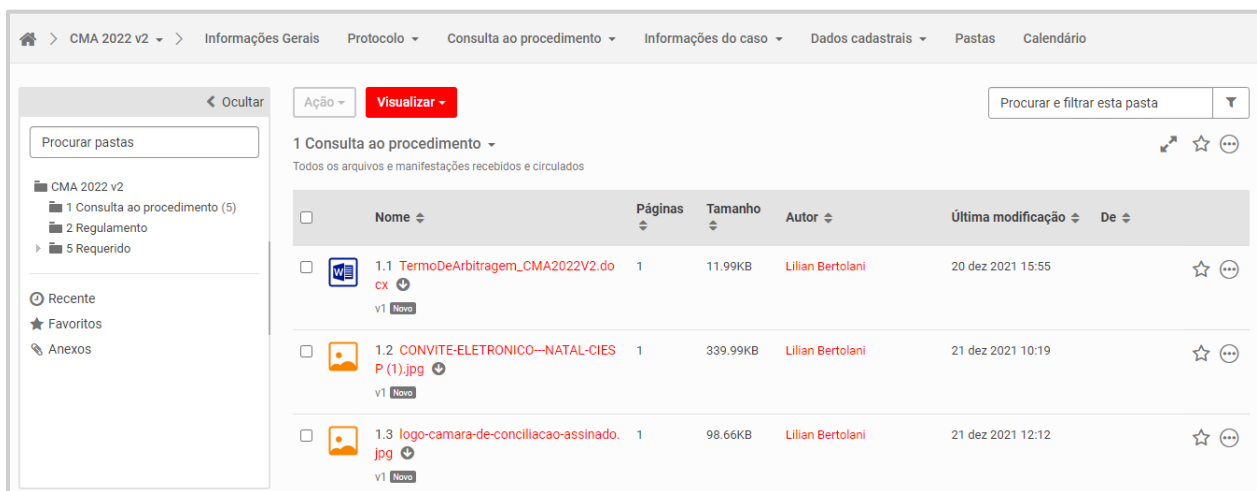 CMA 2022 v2
Informações Gerais
Protocolo
Consulta ao procedimento
Informações do caso
Dados cadastrais
Pastas
Calendário
Ocultar
Procurar pastas
CMA 2022 v2
1 Consulta ao procedimento (5)
2 Regulamento
5 Requerido
Recente
Favoritos
Anexos
Ação
Visualizar
Procurar e filtrar esta pasta
1 Consulta ao procedimento
Todos os arquivos e manifestações recebidos e circulados
Nome Páginas Tamanho Autor Última modificação De
1.1 TermoDeArbitragem_CMA2022V2.do 1 11.99KB Lilian Bertolani 20 dez 2021 15:55
cx
v1 Novo
1.2 CONVITE-ELETRONICO---NATAL-CIES 1 339.99KB Lilian Bertolani 21 dez 2021 10:19
P (1).jpg
v1 Novo
1.3 logo-camara-de-conciliacao-assinado. 1 98.66KB Lilian Bertolani 21 dez 2021 12:12
jpg
v1 Novo